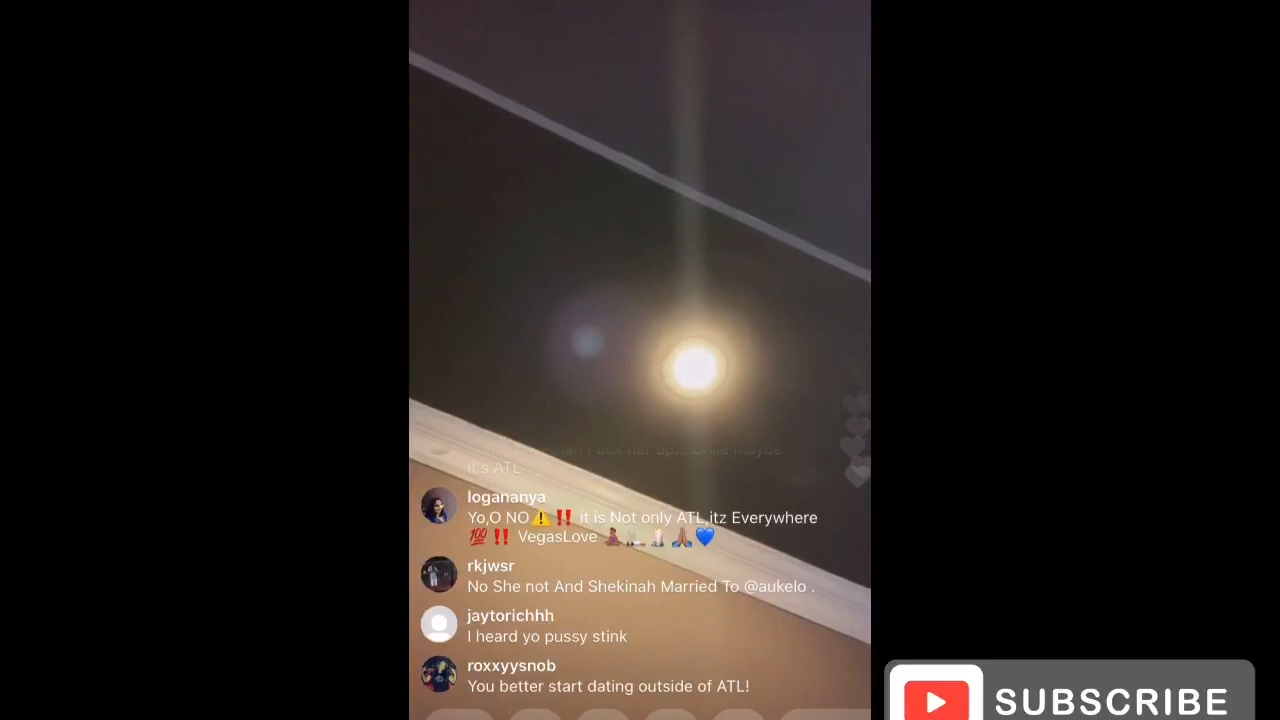 it's ATL
logananya
Yo,O NO⚠️‼️ it is Not only ATL,itz Everywhere
💯‼️ VegasLove 🧘🏽‍♀️🚬🕯️🙏🏽💙
rkjwsr
No She not And Shekinah Married To @aukelo .
jaytorichhh
I heard yo pussy stink
roxxyysnob
You better start dating outside of ATL!
SUBSCRIBE